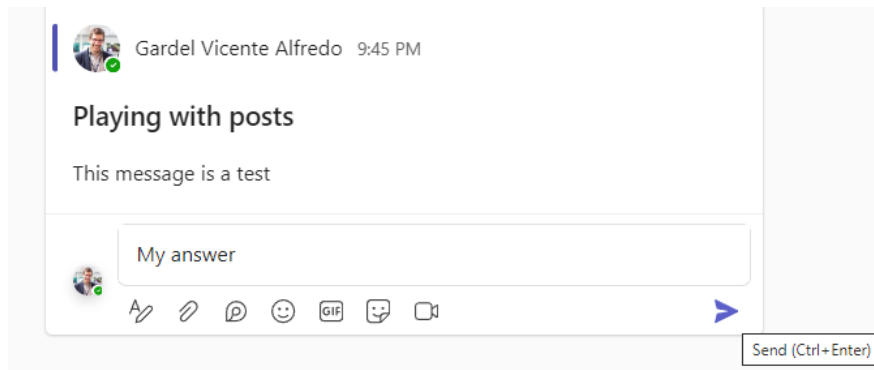 Gardel Vicente Alfredo 9:45 PM
Playing with posts
This message is a test
My answer
GIF
Send (Ctrl+Enter)